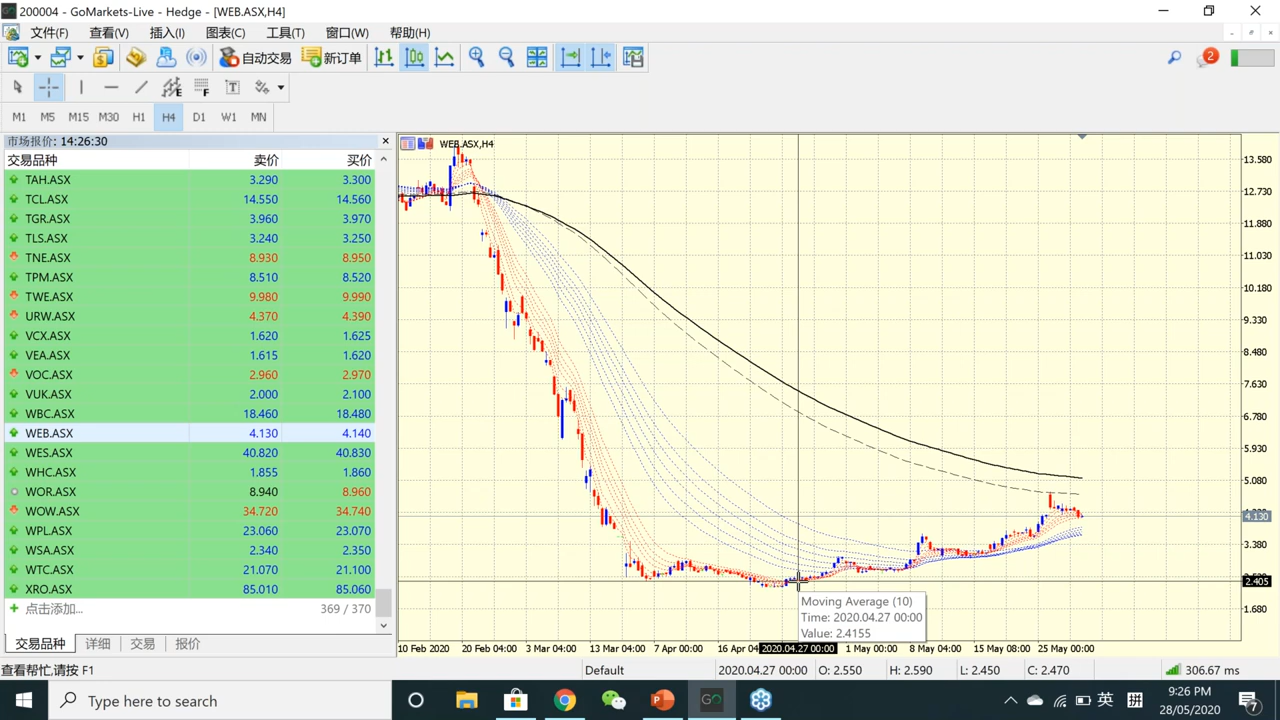 200004 - GoMarkets-Live - Hedge - [WEB.ASX,H4]
文件(F) 查看(V) 插入(I) 图表(C) 工具(T) 窗口(W) 帮助(H)
自动交易 新订单 2
E F T
M1 M5 M15 M30 H1 H4 D1 W1 MN
市场报价: 14:26:30
交易品种 卖价 买价
TAH.ASX 3.290 3.300
TCL.ASX 14.550 14.560
TGR.ASX 3.960 3.970
TLS.ASX 3.240 3.250
TNE.ASX 8.930 8.950
TPM.ASX 8.510 8.520
TWE.ASX 9.980 9.990
URW.ASX 4.370 4.390
VCX.ASX 1.620 1.625
VEA.ASX 1.615 1.620
VOC.ASX 2.960 2.970
VUK.ASX 2.000 2.100
WBC.ASX 18.460 18.480
WEB.ASX 4.130 4.140
WES.ASX 40.820 40.830
WHC.ASX 1.855 1.860
WOR.ASX 8.940 8.960
WOW.ASX 34.720 34.740
WPL.ASX 23.060 23.070
WSA.ASX 2.340 2.350
WTC.ASX 21.070 21.100
XRO.ASX 85.010 85.060
点击添加... 369 / 370
交易品种 详细 交易 报价
WEB.ASX,H4
13.580
12.730
11.880
11.030
10.180
9.330
8.480
7.630
6.780
5.930
5.080
4.130
3.380
2.405
1.680
Moving Average (10)
Time: 2020.04.27 00:00
Value: 2.4155
10 Feb 2020 20 Feb 04:00 3 Mar 04:00 13 Mar 04:00 7 Apr 00:00 16 Apr 04 2020.04.27 00:00 1 May 00:00 8 May 04:00 15 May 08:00 25 May 00:00
查看帮忙,请按 F1 Default 2020.04.27 00:00 O: 2.550 H: 2.590 L: 2.450 C: 2.470 306.67 ms
Type here to search GO 英 拼 9:26 PM
28/05/2020 7